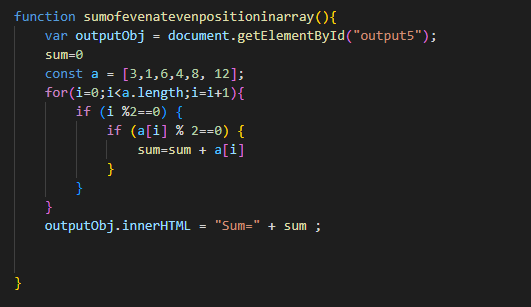 function sumofevenatevenpositioninarray(){
    var outputObj = document.getElementById("output5");
    sum=0
    const a = [3,1,6,4,8, 12];
    for(i=0;i<a.length;i=i+1){
        if (i %2==0) {
            if (a[i] % 2==0) {
                sum=sum + a[i]
            }
        }
    }
    outputObj.innerHTML = "Sum=" + sum ;
}